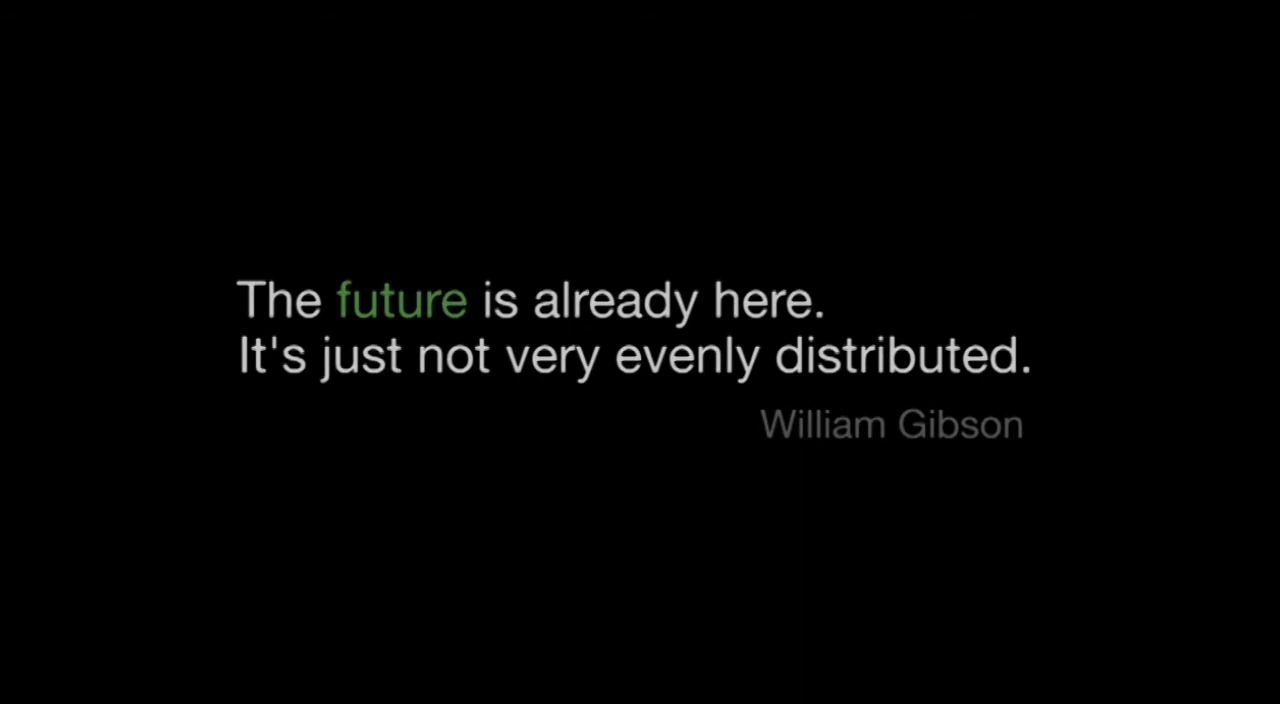 The future is already here.
It's just not very evenly distributed.
William Gibson